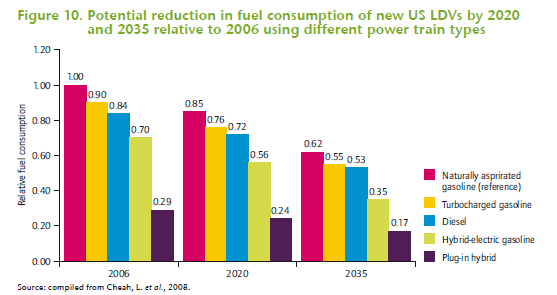 Figure 10. Potential reduction in fuel consumption of new US LDVs by 2020
and 2035 relative to 2006 using different power train types
Relative fuel consumption
1.20
1.00
0.80
0.60
0.40
0.20
0.00
1.00
0.90
0.84
0.70
0.29
0.85
0.76
0.72
0.56
0.24
0.62
0.55
0.53
0.35
0.17
2006
2020
2035
Naturally asprirated
gasoline (reference)
Turbocharged gasoline
Diesel
Hybrid-electric gasoline
Plug-in hybrid
Source: compiled from Cheah, L. et al., 2008.